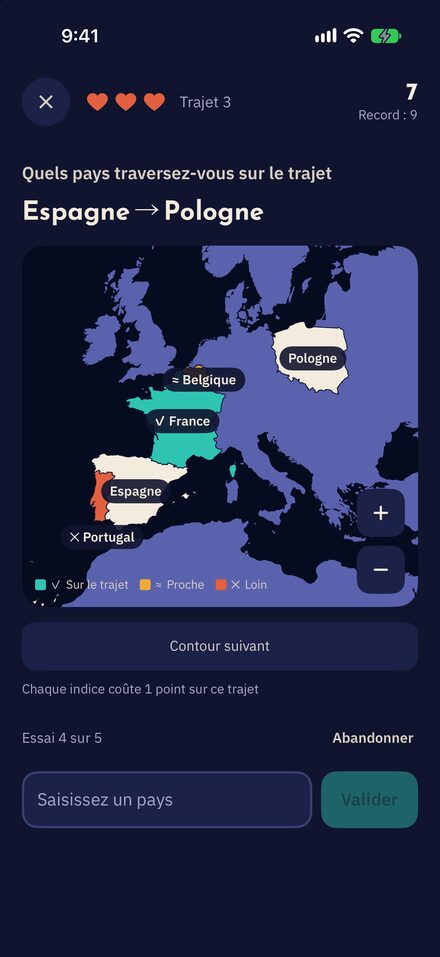 9:41
Trajet 3
7
Record : 9
Quels pays traversez-vous sur le trajet
Espagne → Pologne
Pologne
≈ Belgique
✓ France
Espagne
✕ Portugal
✓ Sur le trajet ≈ Proche ✕ Loin
+
−
Contour suivant
Chaque indice coûte 1 point sur ce trajet
Essai 4 sur 5
Abandonner
Saisissez un pays
Valider